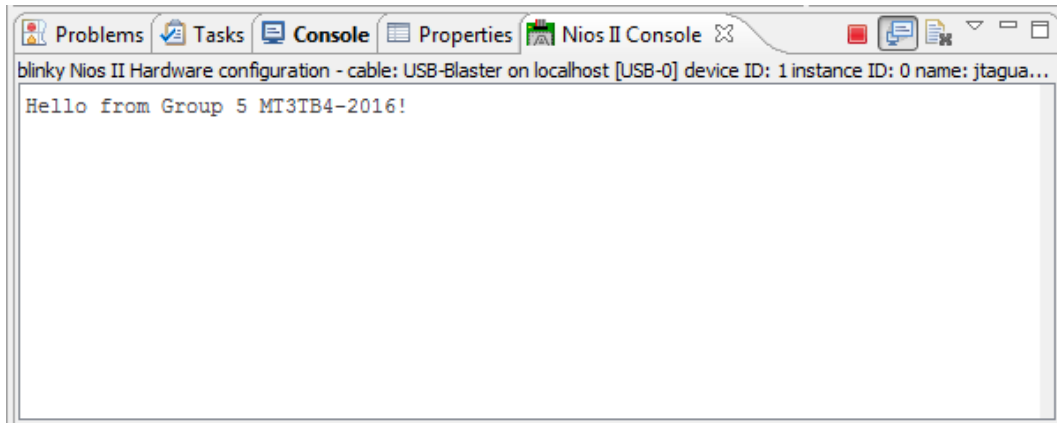 Problems Tasks Console Properties Nios II Console
blinky Nios II Hardware configuration - cable: USB-Blaster on localhost [USB-0] device ID: 1 instance ID: 0 name: jtagua...
Hello from Group 5 MT3TB4-2016!